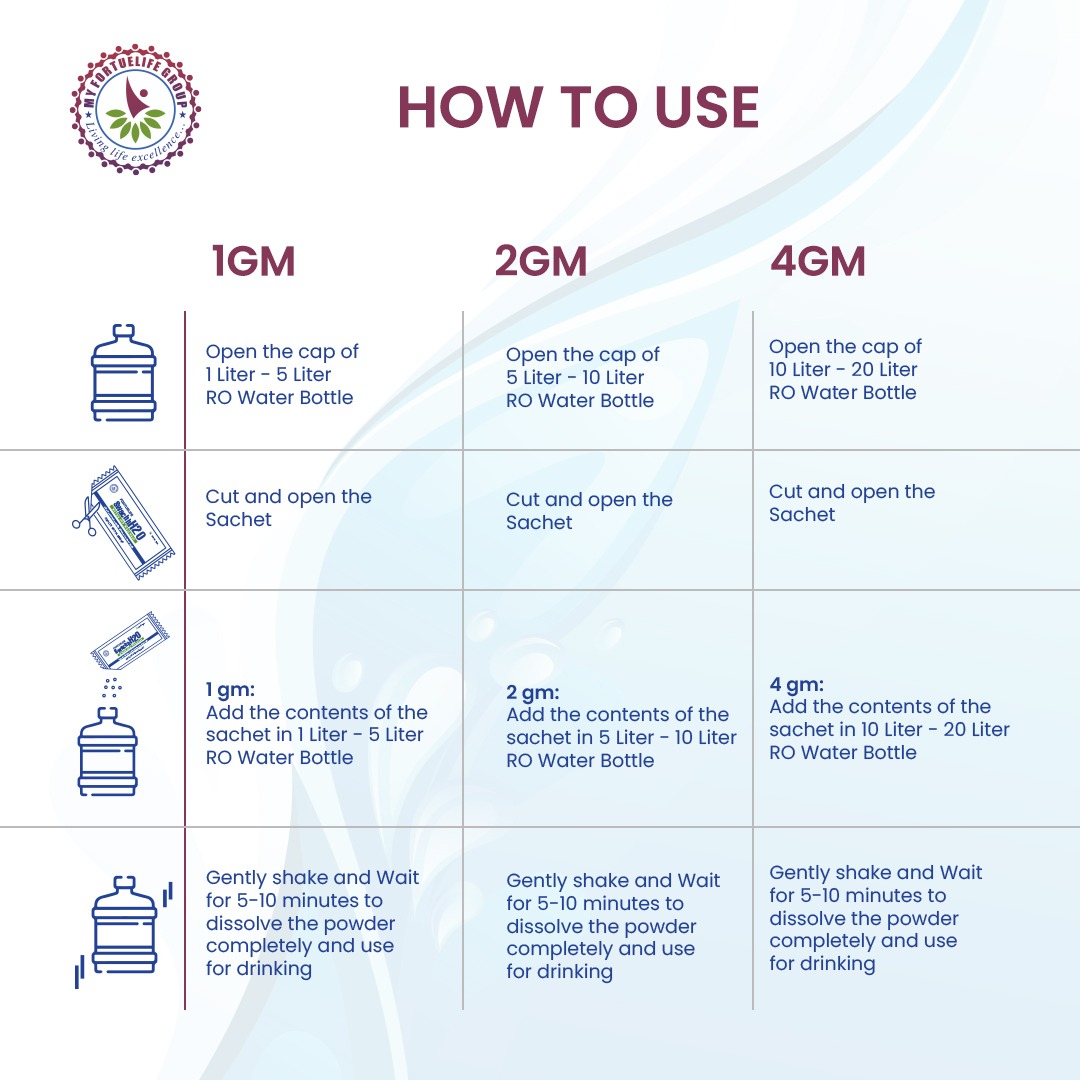 MY FORTUELIFE GROUP
Living life excellence...
HOW TO USE
1GM
2GM
4GM
Open the cap of
1 Liter - 5 Liter
RO Water Bottle
Open the cap of
5 Liter - 10 Liter
RO Water Bottle
Open the cap of
10 Liter - 20 Liter
RO Water Bottle
Cut and open the
Sachet
Cut and open the
Sachet
Cut and open the
Sachet
1 gm:
Add the contents of the
sachet in 1 Liter - 5 Liter
RO Water Bottle
2 gm:
Add the contents of the
sachet in 5 Liter - 10 Liter
RO Water Bottle
4 gm:
Add the contents of the
sachet in 10 Liter - 20 Liter
RO Water Bottle
Gently shake and Wait
for 5-10 minutes to
dissolve the powder
completely and use
for drinking
Gently shake and Wait
for 5-10 minutes to
dissolve the powder
completely and use
for drinking
Gently shake and Wait
for 5-10 minutes to
dissolve the powder
completely and use
for drinking